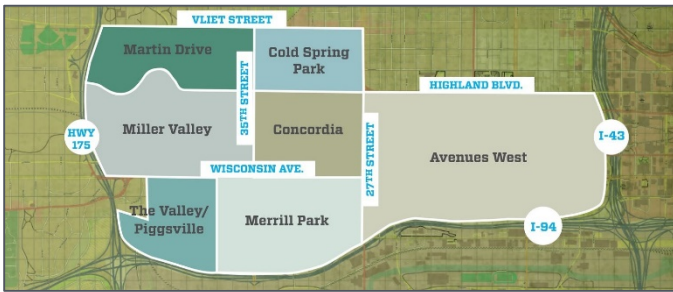 VLIET STREET
Martin Drive
Cold Spring
Park
35TH STREET
HIGHLAND BLVD.
HWY
175
Miller Valley
Concordia
27TH STREET
Avenues West
I-43
WISCONSIN AVE.
The Valley/
Piggsville
Merrill Park
I-94